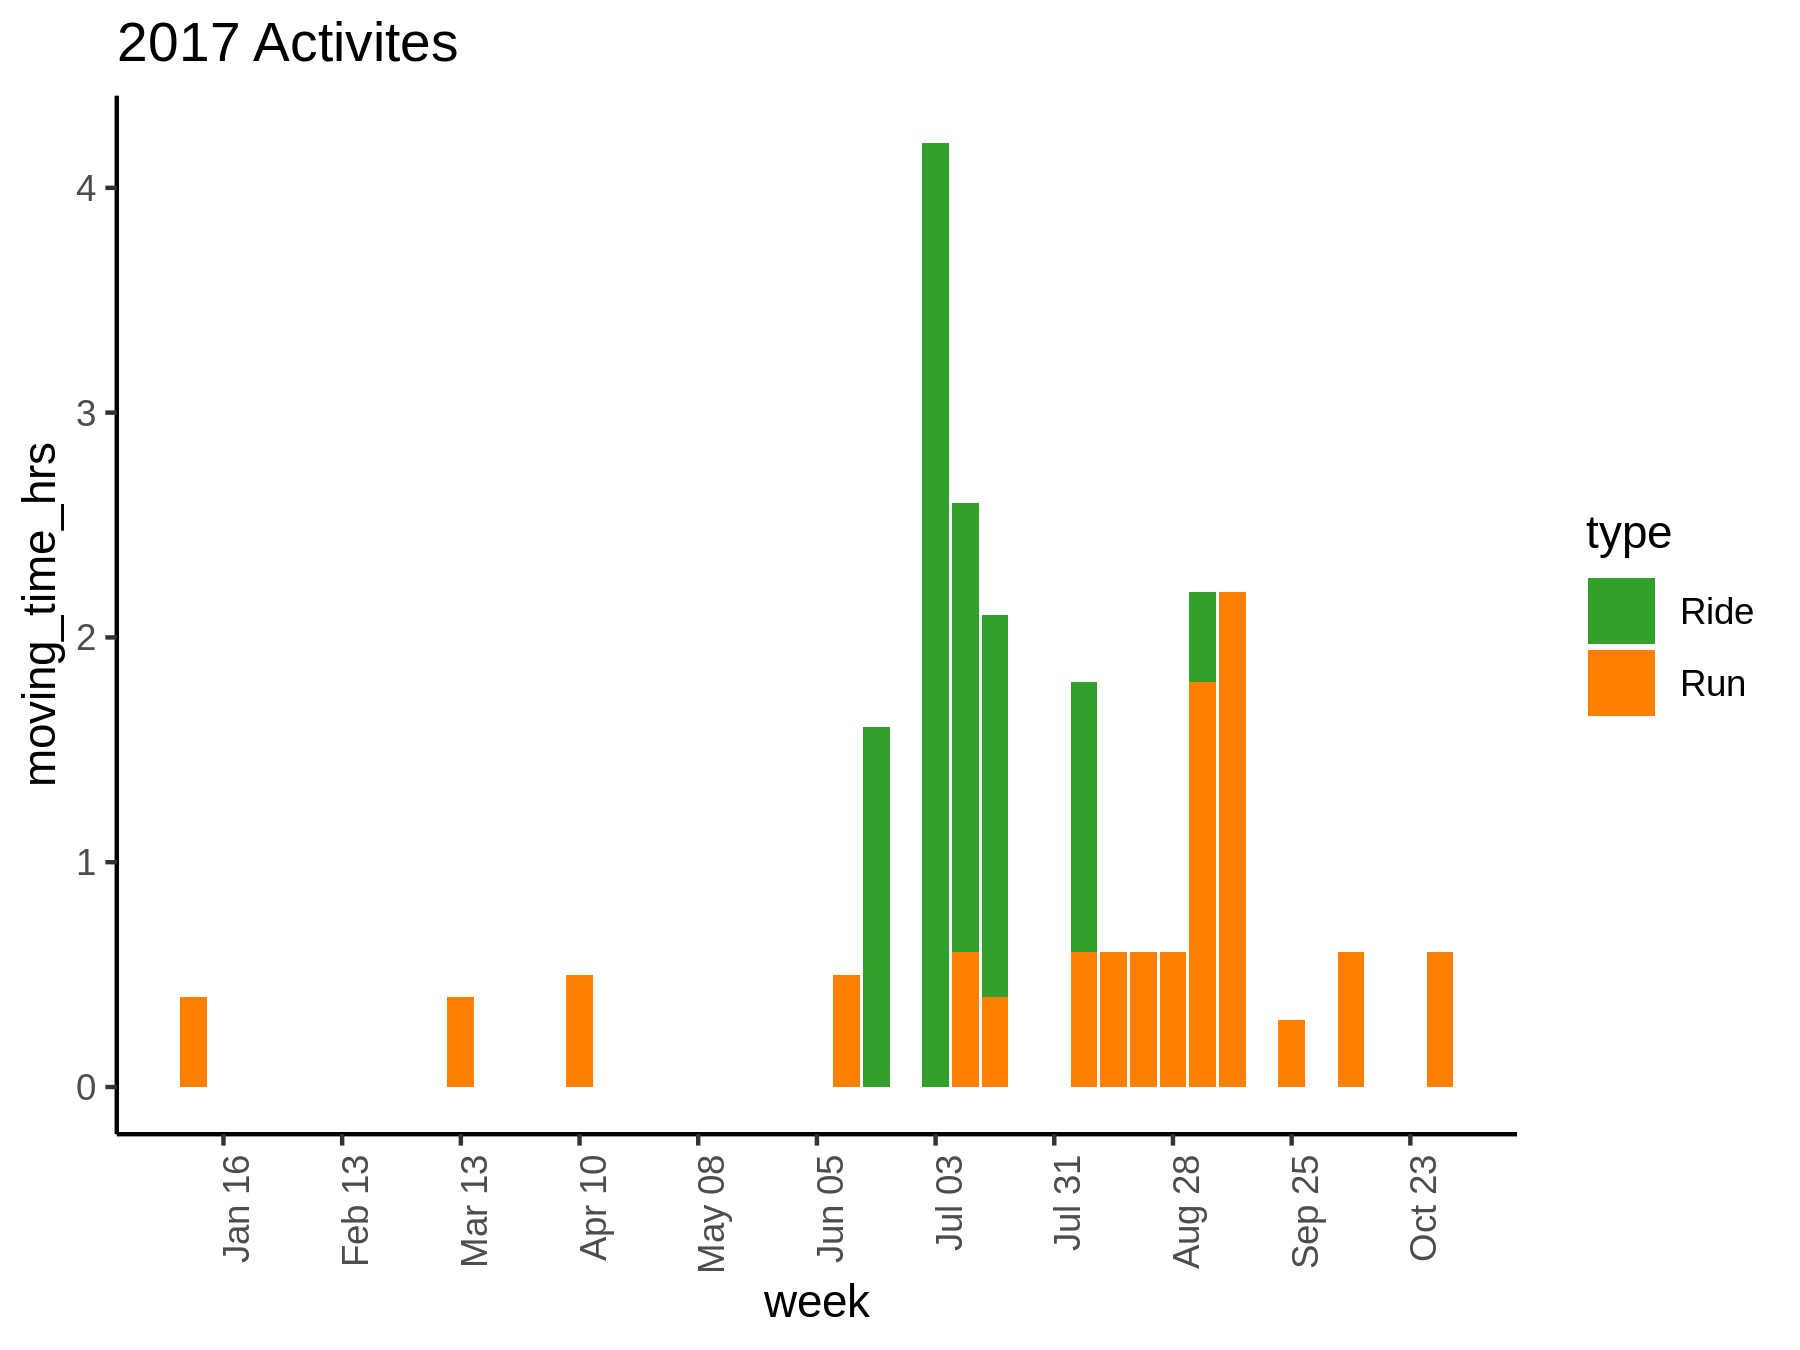 2017 Activites
moving_time_hrs
4
3
2
1
0
Jan 16
Feb 13
Mar 13
Apr 10
May 08
Jun 05
Jul 03
Jul 31
Aug 28
Sep 25
Oct 23
week
type
Ride
Run